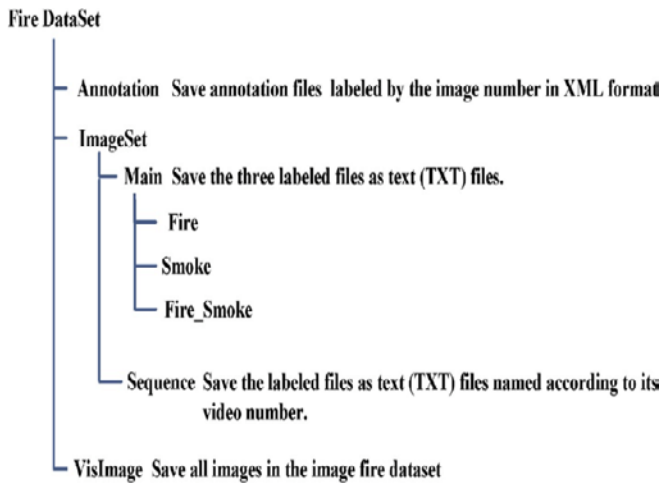 Fire DataSet
Annotation Save annotation files labeled by the image number in XML format
ImageSet
Main Save the three labeled files as text (TXT) files.
Fire
Smoke
Fire_Smoke
Sequence Save the labeled files as text (TXT) files named according to its
video number.
VisImage Save all images in the image fire dataset